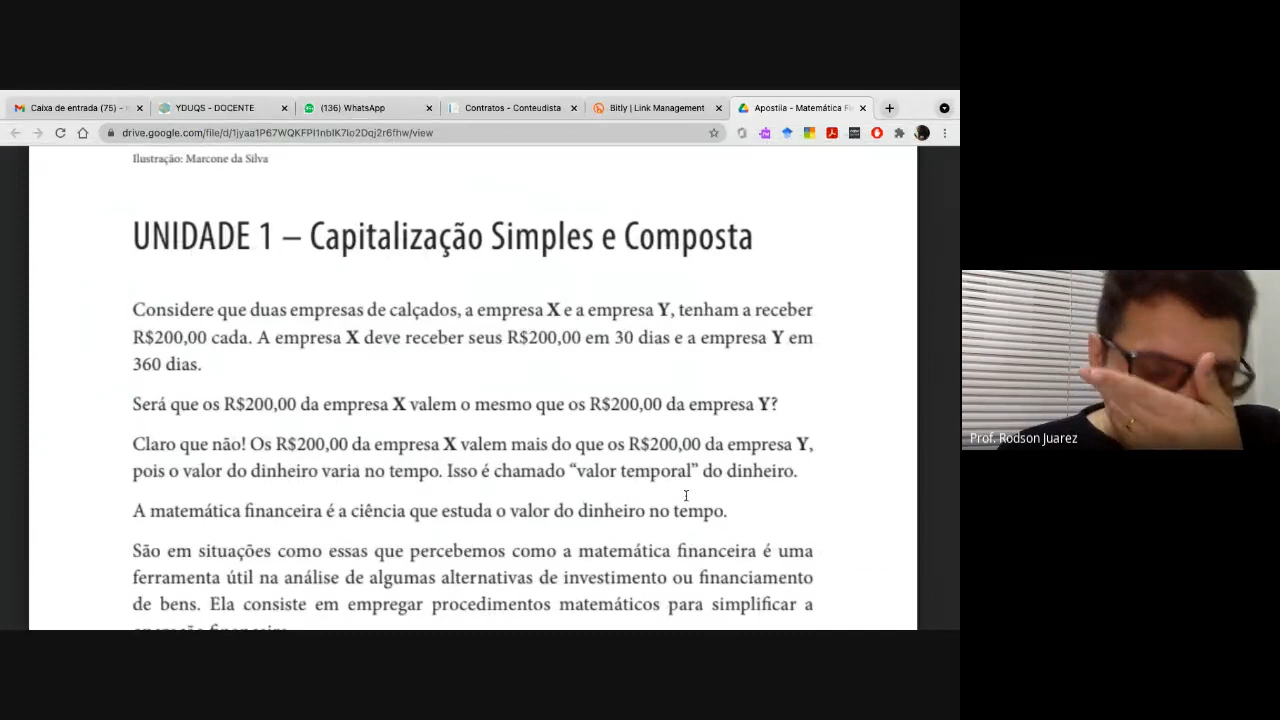 Caixa de entrada (75) -
YDUQS - DOCENTE
(136) WhatsApp
Contratos - Conteudista
Bitly | Link Management
Apostila - Matemática Fi
drive.google.com/file/d/1jyaa1P67WQKFPI1nbIK7Io2Dqj2r6fhw/view
Ilustração: Marcone da Silva
UNIDADE 1 – Capitalização Simples e Composta
Considere que duas empresas de calçados, a empresa X e a empresa Y, tenham a receber
R$200,00 cada. A empresa X deve receber seus R$200,00 em 30 dias e a empresa Y em
360 dias.
Será que os R$200,00 da empresa X valem o mesmo que os R$200,00 da empresa Y?
Claro que não! Os R$200,00 da empresa X valem mais do que os R$200,00 da empresa Y,
pois o valor do dinheiro varia no tempo. Isso é chamado “valor temporal” do dinheiro.
A matemática financeira é a ciência que estuda o valor do dinheiro no tempo.
São em situações como essas que percebemos como a matemática financeira é uma
ferramenta útil na análise de algumas alternativas de investimento ou financiamento
de bens. Ela consiste em empregar procedimentos matemáticos para simplificar a
Prof. Rodson Juarez